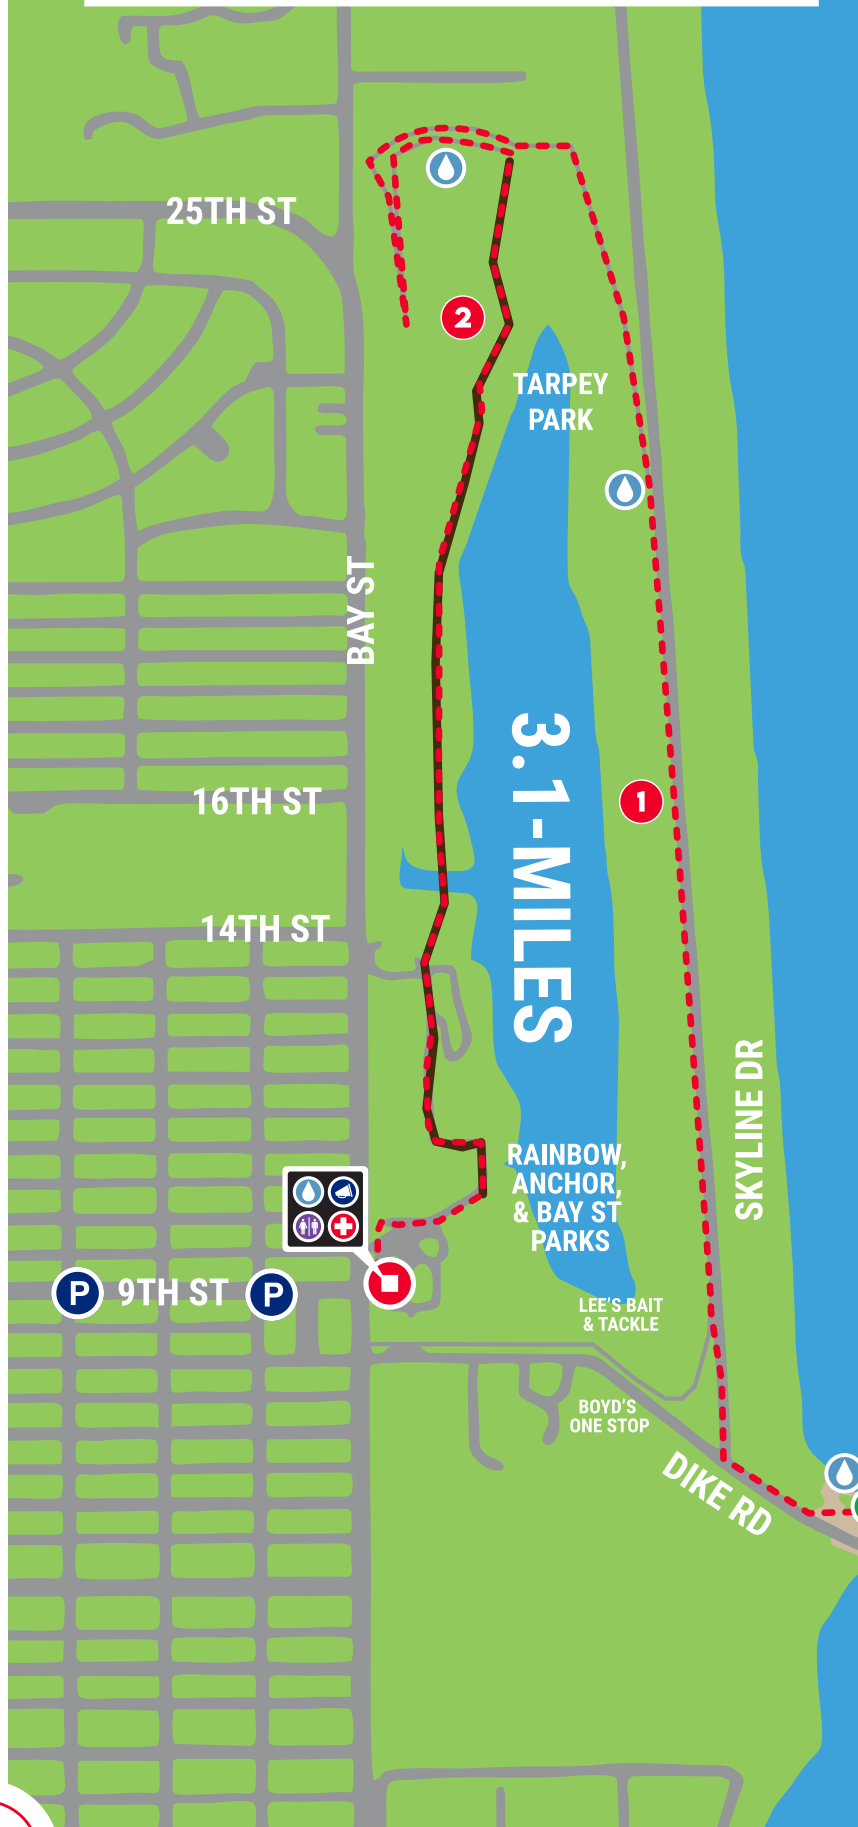 25TH ST
2
TARPEY
PARK
BAY ST
3.1-MILES
16TH ST
1
14TH ST
SKYLINE DR
RAINBOW,
ANCHOR,
& BAY ST
PARKS
P 9TH ST P
LEE'S BAIT
& TACKLE
BOYD'S
ONE STOP
DIKE RD